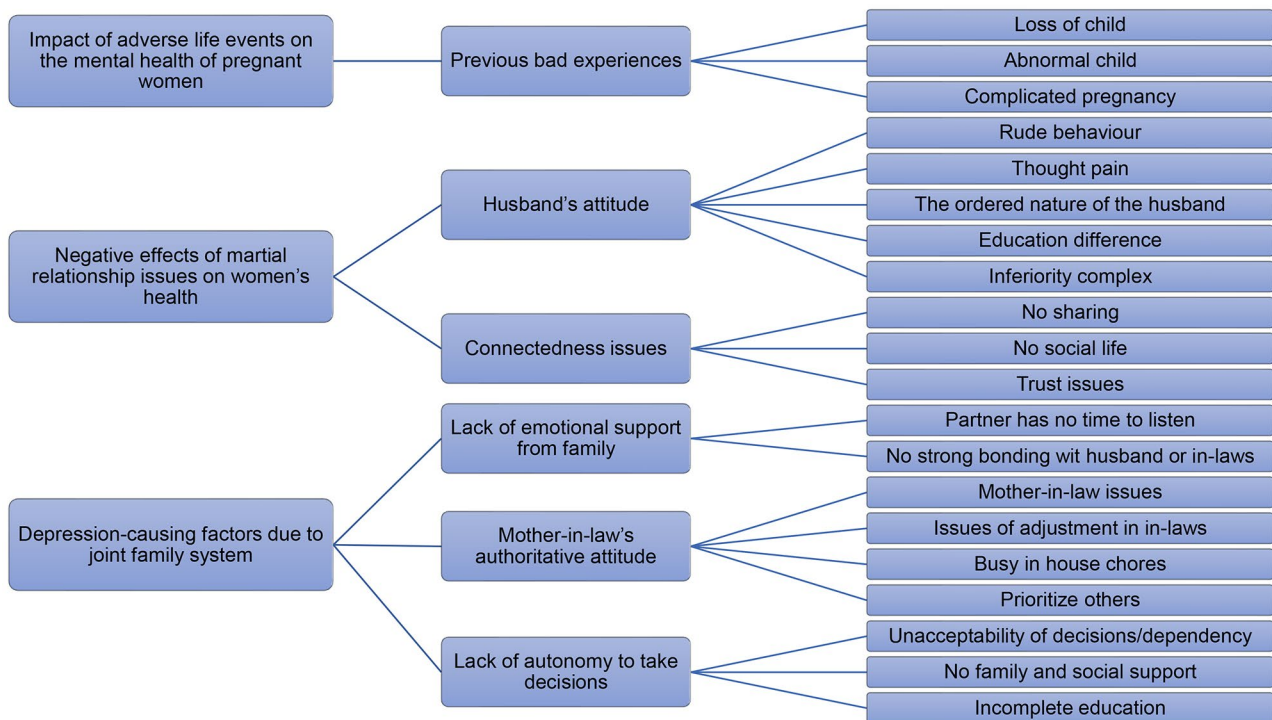 Impact of adverse life events on
the mental health of pregnant
women
Previous bad experiences
Loss of child
Abnormal child
Complicated pregnancy
Negative effects of martial
relationship issues on women's
health
Husband's attitude
Rude behaviour
Thought pain
The ordered nature of the husband
Education difference
Inferiority complex
Connectedness issues
No sharing
No social life
Trust issues
Depression-causing factors due to
joint family system
Lack of emotional support
from family
Partner has no time to listen
No strong bonding wit husband or in-laws
Mother-in-law's
authoritative attitude
Mother-in-law issues
Issues of adjustment in in-laws
Busy in house chores
Prioritize others
Lack of autonomy to take
decisions
Unacceptability of decisions/dependency
No family and social support
Incomplete education